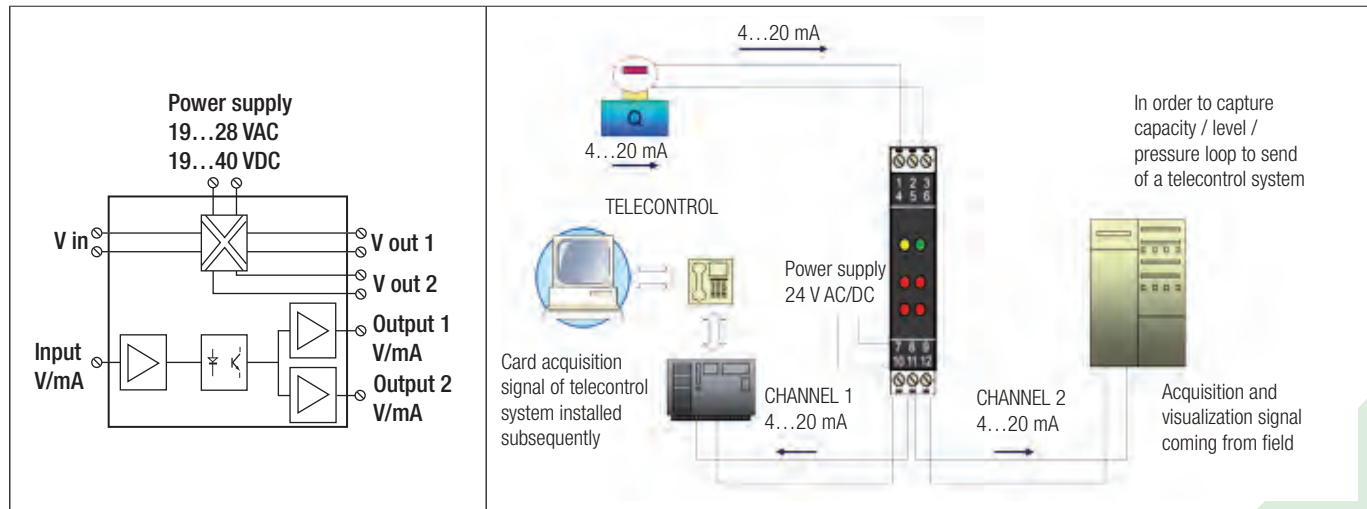 Power supply
19…28 VAC
19…40 VDC
V in
V out 1
V out 2
Input
V/mA
Output 1
V/mA
Output 2
V/mA
4…20 mA
Q
4…20 mA
TELECONTROL
Card acquisition
signal of telecontrol
system installed
subsequently
Power supply
24 V AC/DC
1 2 3
4 5 6
7 8 9
10 11 12
CHANNEL 1
4…20 mA
CHANNEL 2
4…20 mA
In order to capture
capacity / level /
pressure loop to send
of a telecontrol system
Acquisition and
visualization signal
coming from field